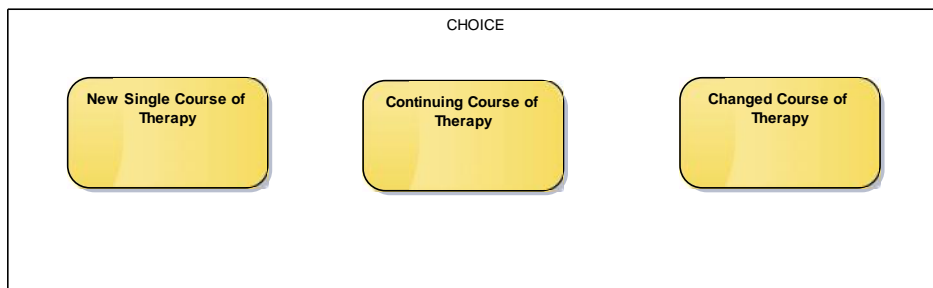 CHOICE
New Single Course of
Therapy
Continuing Course of
Therapy
Changed Course of
Therapy